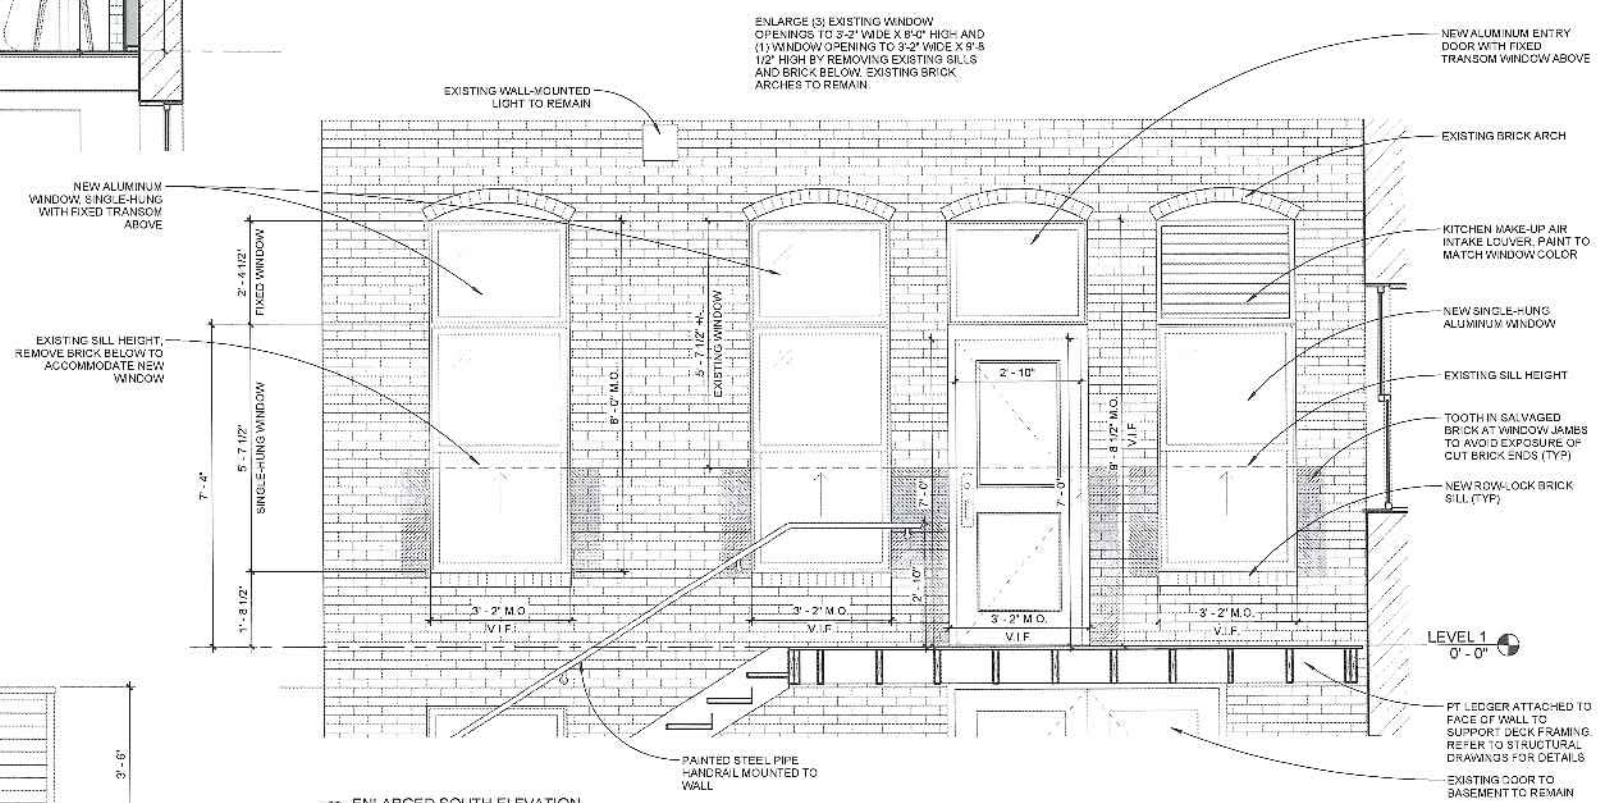 ENLARGE (3) EXISTING WINDOW
OPENINGS TO 3'-2" WIDE X 8'-0" HIGH AND
(1) WINDOW OPENING TO 3'-2" WIDE X 9'-8
1/2" HIGH BY REMOVING EXISTING SILLS
AND BRICK BELOW. EXISTING BRICK
ARCHES TO REMAIN.
EXISTING WALL-MOUNTED
LIGHT TO REMAIN
NEW ALUMINUM ENTRY
DOOR WITH FIXED
TRANSOM WINDOW ABOVE
EXISTING BRICK ARCH
NEW ALUMINUM
WINDOW, SINGLE-HUNG
WITH FIXED TRANSOM
ABOVE
KITCHEN MAKE-UP AIR
INTAKE LOUVER, PAINT TO
MATCH WINDOW COLOR
NEW SINGLE-HUNG
ALUMINUM WINDOW
EXISTING SILL HEIGHT,
REMOVE BRICK BELOW TO
ACCOMMODATE NEW
WINDOW
EXISTING SILL HEIGHT
TOOTH IN SALVAGED
BRICK AT WINDOW JAMBS
TO AVOID EXPOSURE OF
CUT BRICK ENDS (TYP)
NEW ROW-LOCK BRICK
SILL (TYP)
2' - 4 1/2"
FIXED WINDOW
5' - 7 1/2"
SINGLE-HUNG WINDOW
7' - 4"
1' - 8 1/2"
8' - 0" M.O.
5' - 7 1/2" +/-
EXISTING WINDOW
2' - 10"
9' - 8 1/2" M.O.
V.I.F.
7' - 0"
7' - 0"
2' - 10"
3' - 2" M.O.
V.I.F.
3' - 2" M.O.
V.I.F.
3' - 2" M.O.
V.I.F.
3' - 2" M.O.
V.I.F.
LEVEL 1
0' - 0"
PT LEDGER ATTACHED TO
FACE OF WALL TO
SUPPORT DECK FRAMING.
REFER TO STRUCTURAL
DRAWINGS FOR DETAILS
EXISTING DOOR TO
BASEMENT TO REMAIN
PAINTED STEEL PIPE
HANDRAIL MOUNTED TO
WALL
3' - 6"
ENLARGED SOUTH ELEVATION